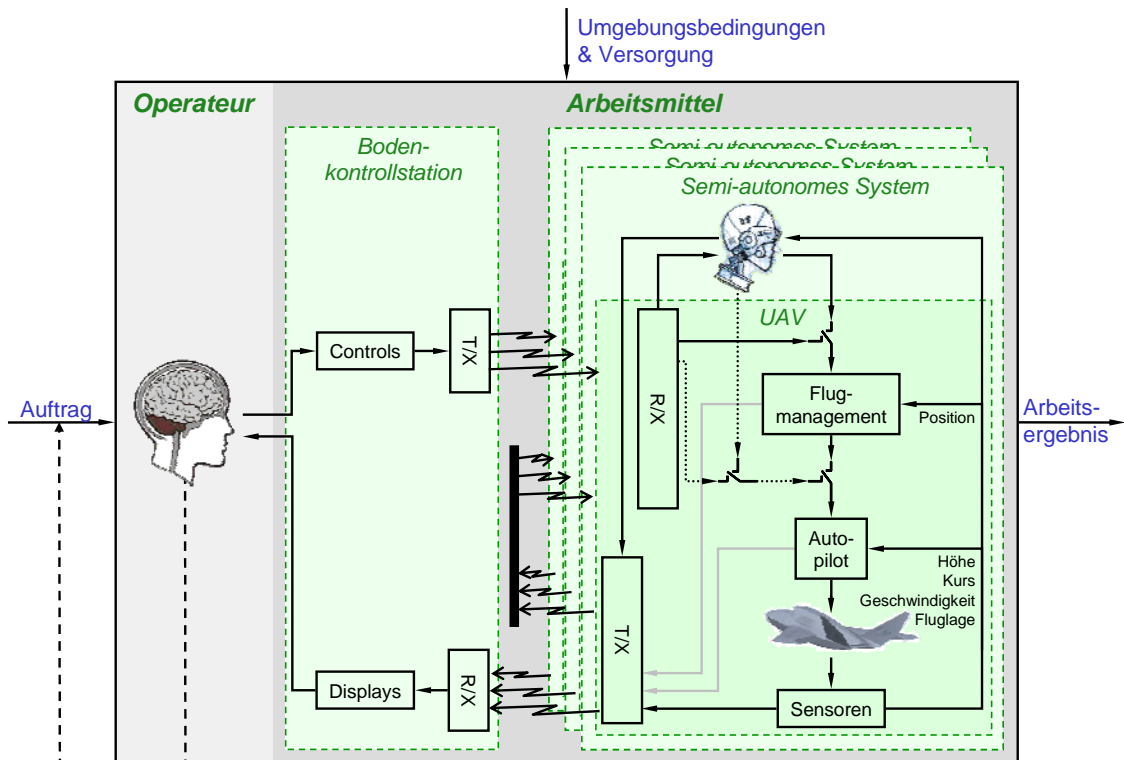 Umgebungsbedingungen
& Versorgung
Operateur
Arbeitsmittel
Boden-
kontrollstation
Semi-autonomes System
Semi-autonomes System
Semi-autonomes System
UAV
Controls
T/X
R/X
Flug-
management
Position
Auftrag
Arbeits-
ergebnis
Auto-
pilot
Höhe
Kurs
Geschwindigkeit
Fluglage
T/X
Displays
R/X
Sensoren